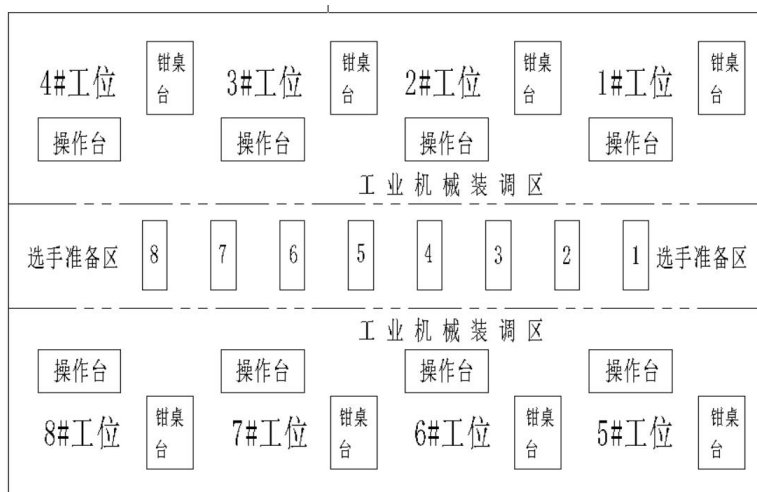 4#工位
钳桌
台
3#工位
钳桌
台
2#工位
钳桌
台
1#工位
钳桌
台
操作台
操作台
操作台
操作台
工业机械装调区
选手准备区
8
7
6
5
4
3
2
1
选手准备区
工业机械装调区
操作台
操作台
操作台
操作台
8#工位
钳桌
台
7#工位
钳桌
台
6#工位
钳桌
台
5#工位
钳桌
台